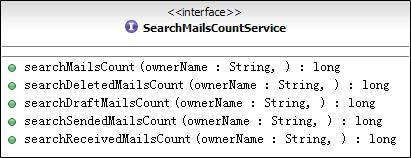 <<interface>>
SearchMailsCountService
searchMailsCount(ownerName : String, ) : long
searchDeletedMailsCount(ownerName : String, ) : long
searchDraftMailsCount(ownerName : String, ) : long
searchSendedMailsCount(ownerName : String, ) : long
searchReceivedMailsCount(ownerName : String, ) : long